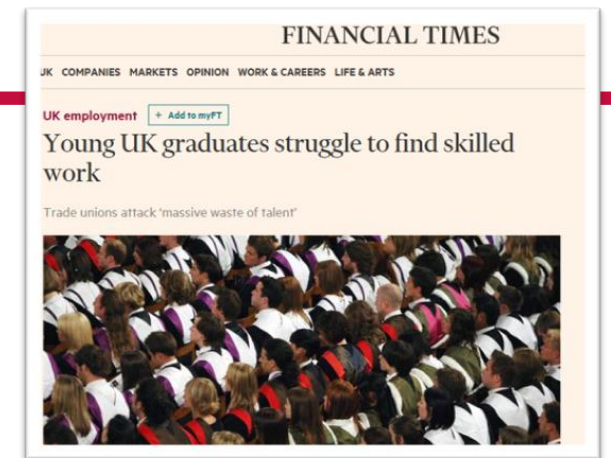 FINANCIAL TIMES
UK COMPANIES MARKETS OPINION WORK & CAREERS LIFE & ARTS
UK employment + Add to myFT
Young UK graduates struggle to find skilled
work
Trade unions attack 'massive waste of talent'